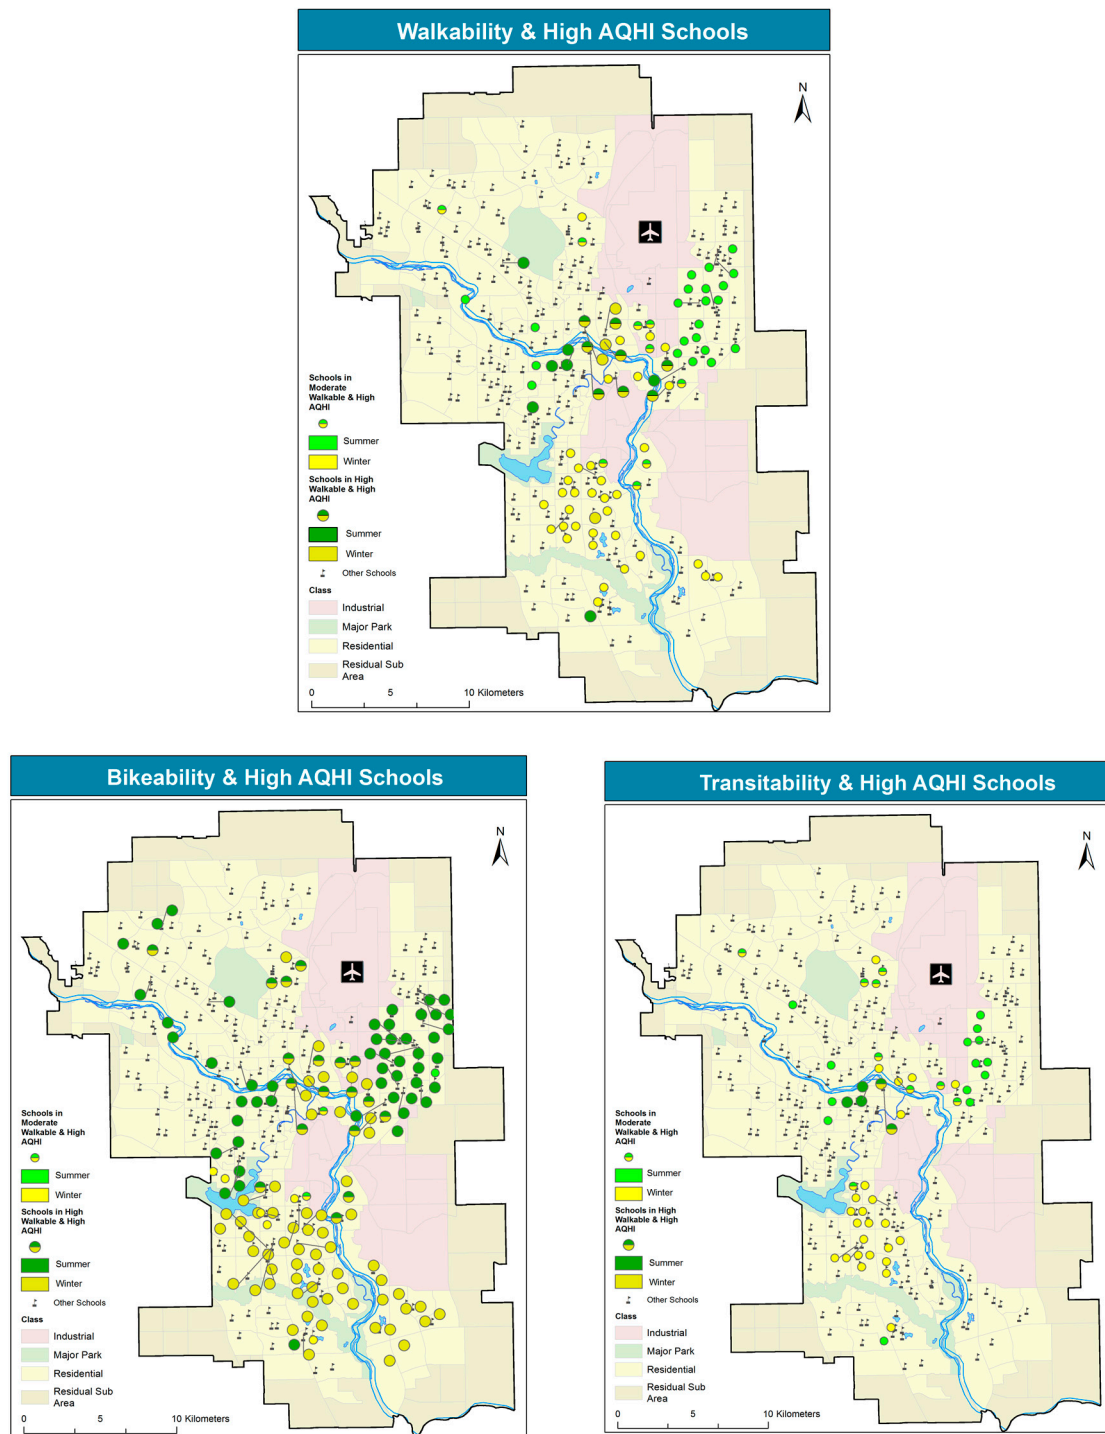 Walkability & High AQHI Schools
N
Schools in
Moderate
Walkable & High
AQHI
Summer
Winter
Schools in High
Walkable & High
AQHI
Summer
Winter
Other Schools
Class
Industrial
Major Park
Residential
Residual Sub
Area
0 5 10 Kilometers
Bikeability & High AQHI Schools
N
Schools in
Moderate
Walkable & High
AQHI
Summer
Winter
Schools in High
Walkable & High
AQHI
Summer
Winter
Other Schools
Class
Industrial
Major Park
Residential
Residual Sub
Area
0 5 10 Kilometers
Transitability & High AQHI Schools
N
Schools in
Moderate
Walkable & High
AQHI
Summer
Winter
Schools in High
Walkable & High
AQHI
Summer
Winter
Other Schools
Class
Industrial
Major Park
Residential
Residual Sub
Area
0 5 10 Kilometers